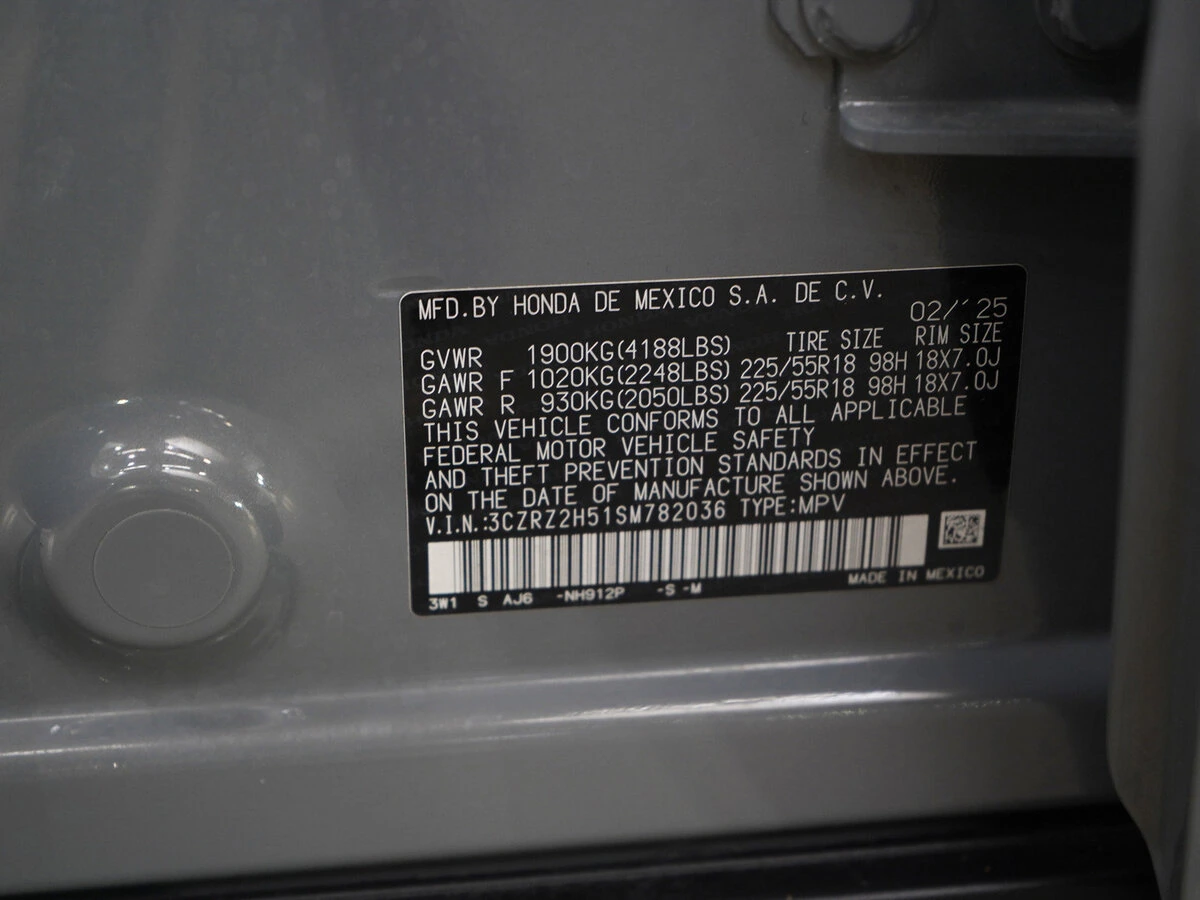 MFD.BY HONDA DE MEXICO S.A. DE C.V.
02/'25
TIRE SIZE RIM SIZE
GVWR 1900KG(4188LBS)
GAWR F 1020KG(2248LBS) 225/55R18 98H 18X7.0J
GAWR R 930KG(2050LBS) 225/55R18 98H 18X7.0J
THIS VEHICLE CONFORMS TO ALL APPLICABLE
FEDERAL MOTOR VEHICLE SAFETY
AND THEFT PREVENTION STANDARDS IN EFFECT
ON THE DATE OF MANUFACTURE SHOWN ABOVE.
V.I.N.:3CZRZ2H51SM782036 TYPE:MPV
3W1 S AJ6 -NH912P -S -M MADE IN MEXICO